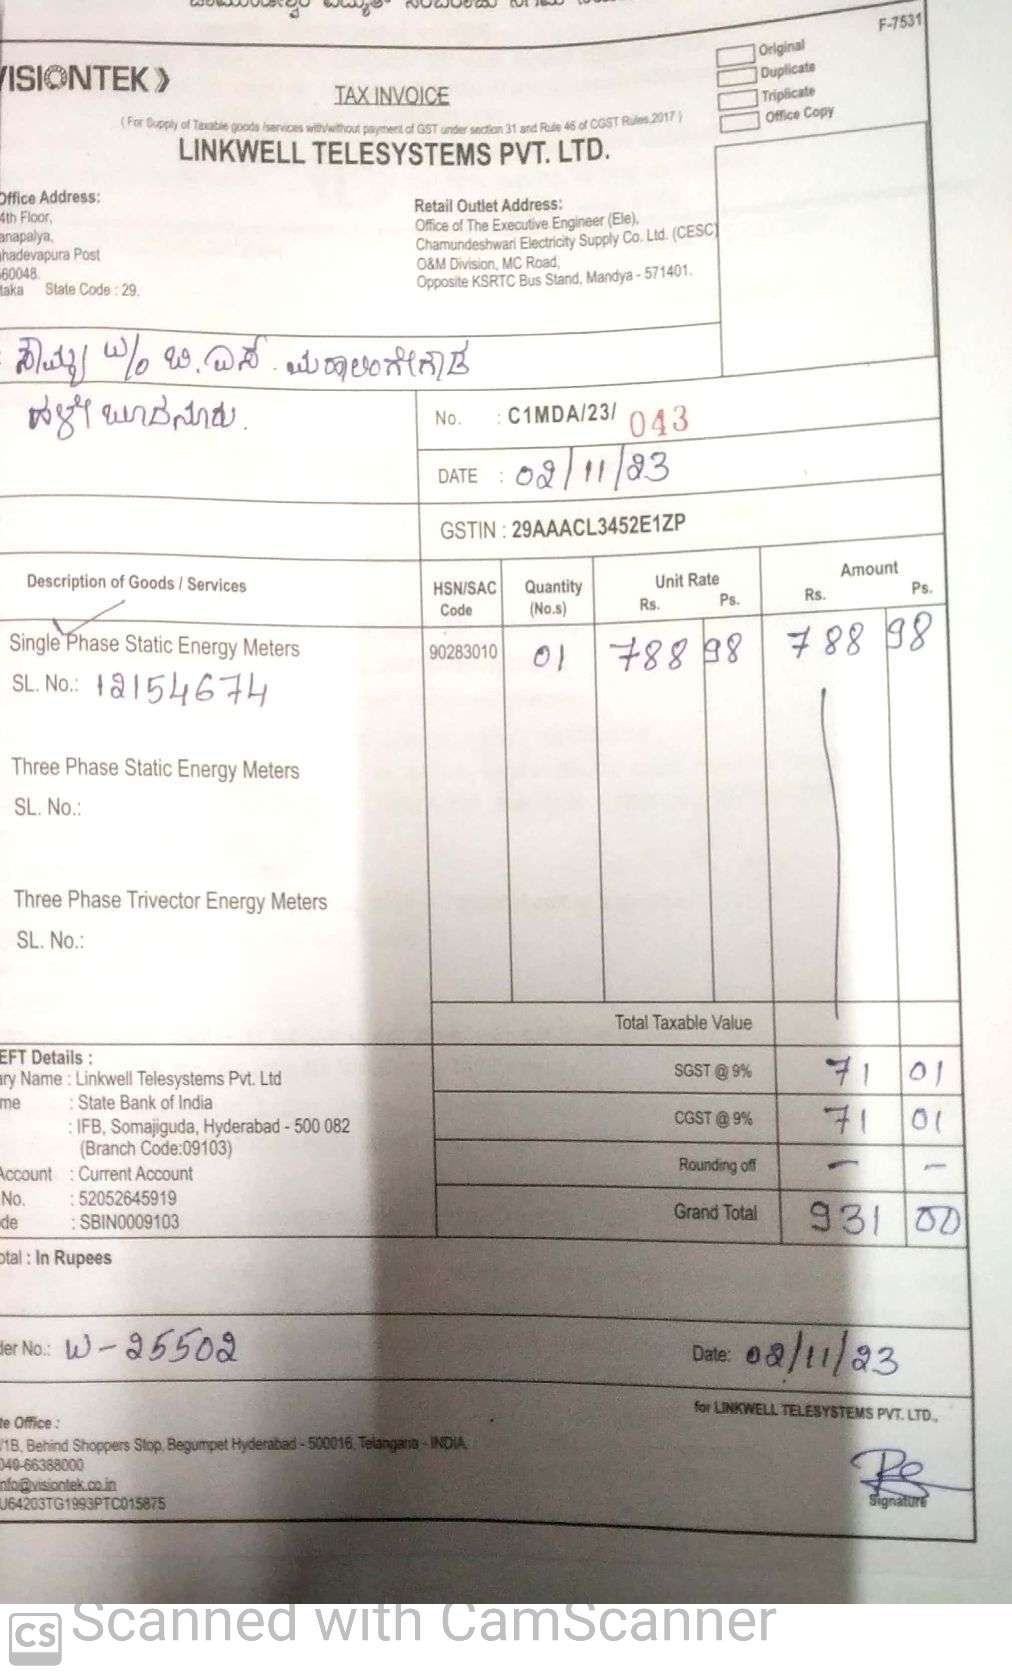 F-7531
VISIONTEK
Original
Duplicate
Triplicate
Office Copy
TAX INVOICE
( For Supply of Taxable goods /services with/without payment of GST under section 31 and Rule 46 of CGST Rules,2017 )
LINKWELL TELESYSTEMS PVT. LTD.
Office Address:
4th Floor,
anapalya,
hadevapura Post
560048.
taka State Code : 29.
Retail Outlet Address:
Office of The Executive Engineer (Ele),
Chamundeshwari Electricity Supply Co. Ltd. (CESC)
O&M Division, MC Road,
Opposite KSRTC Bus Stand, Mandya - 571401.
ಸೌಮ್ಯ W/o ಬಿ.ಎಸ್. ಮಹಾಲಿಂಗೇಗೌಡ
ಹಳೇ ಬೂದನೂರು.
No. : C1MDA/23/ 043
DATE : 02/11/23
GSTIN : 29AAACL3452E1ZP
Description of Goods / Services HSN/SAC Code Quantity (No.s) Unit Rate Rs. Ps. Amount Rs. Ps.
Single Phase Static Energy Meters 90283010 01 788 98 788 98
SL. No.: 12154674
Three Phase Static Energy Meters
SL. No.:
Three Phase Trivector Energy Meters
SL. No.:
Total Taxable Value
SGST @ 9% 71 01
CGST @ 9% 71 01
Rounding off - -
Grand Total 931 00
EFT Details :
ary Name : Linkwell Telesystems Pvt. Ltd
me : State Bank of India
: IFB, Somajiguda, Hyderabad - 500 082
(Branch Code:09103)
Account : Current Account
No. : 52052645919
de : SBIN0009103
otal : In Rupees
der No.: W-25502
Date: 02/11/23
for LINKWELL TELESYSTEMS PVT. LTD.,
te Office :
/1B, Behind Shoppers Stop, Begumpet Hyderabad - 500016, Telangana - INDIA,
040-66388000
nfo@visiontek.co.in
U64203TG1993PTC015875
Signature
CS Scanned with CamScanner